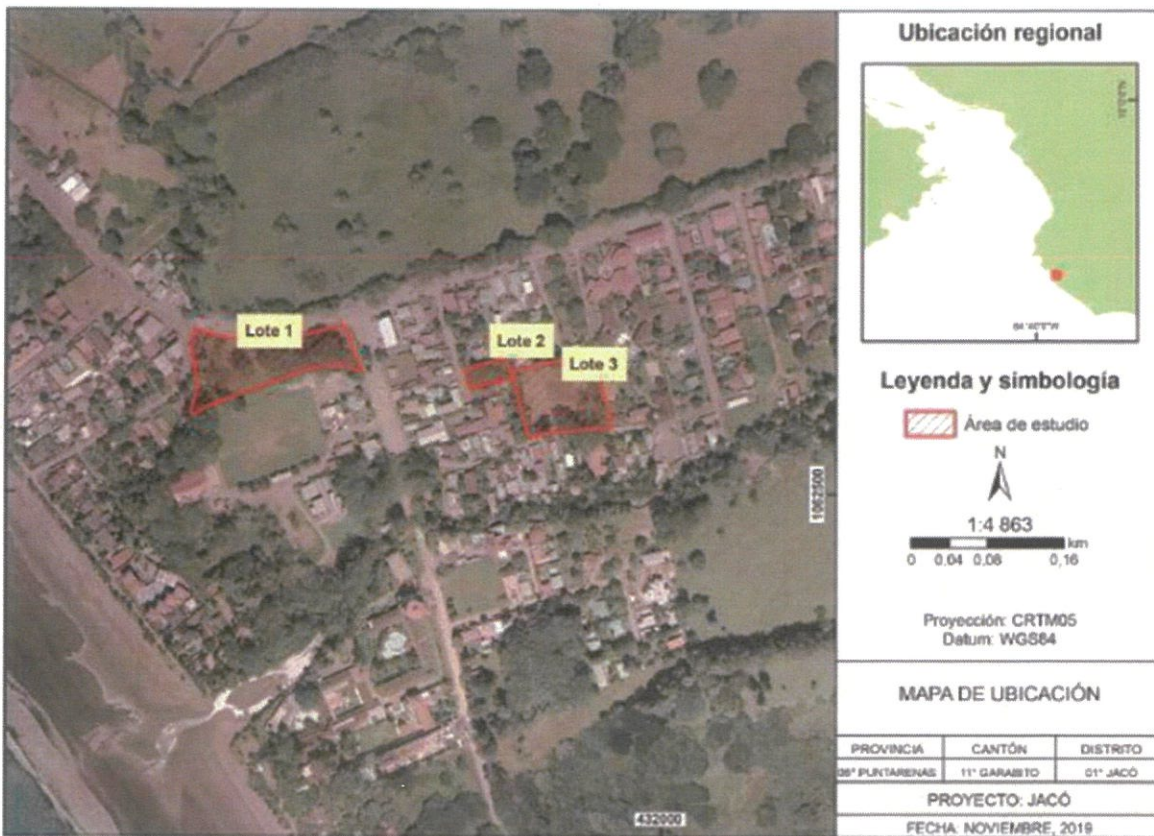 Lote 1
Lote 2
Lote 3
1062500
432000
Ubicación regional
Leyenda y simbología
Área de estudio
N
1:4 863
km
0 0,04 0,08 0,16
Proyección: CRTM05
Datum: WGS84
MAPA DE UBICACIÓN
PROVINCIA CANTÓN DISTRITO
06° PUNTARENAS 11° GARABITO 01° JACÓ
PROYECTO: JACÓ
FECHA: NOVIEMBRE, 2019